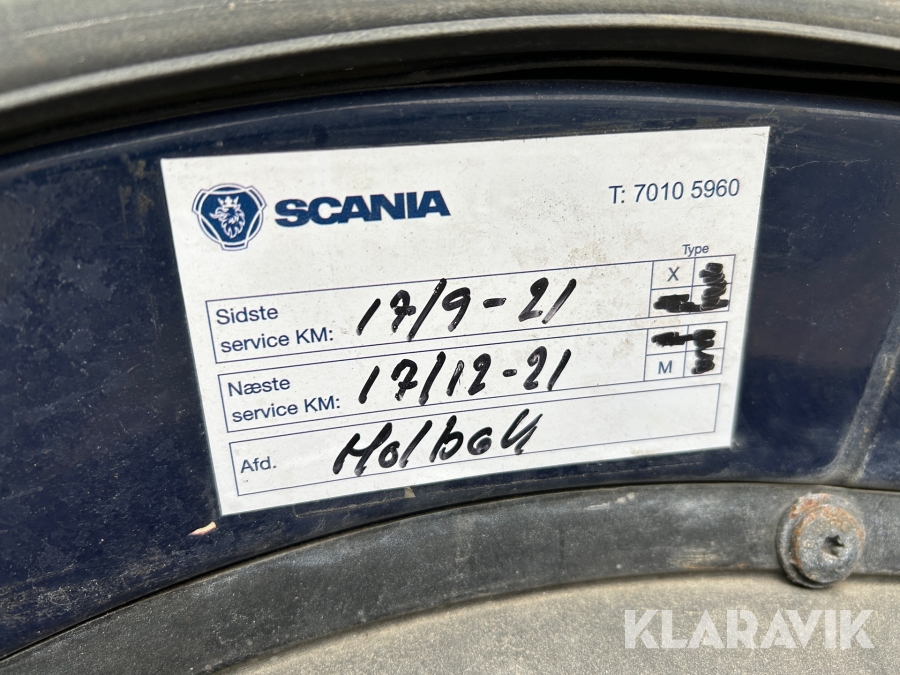 SCANIA
T: 7010 5960
Type
X
Sidste
service KM: 17/9-21
Næste
service KM: 17/12-21
M
Afd. Holbæk
KLARAVIK